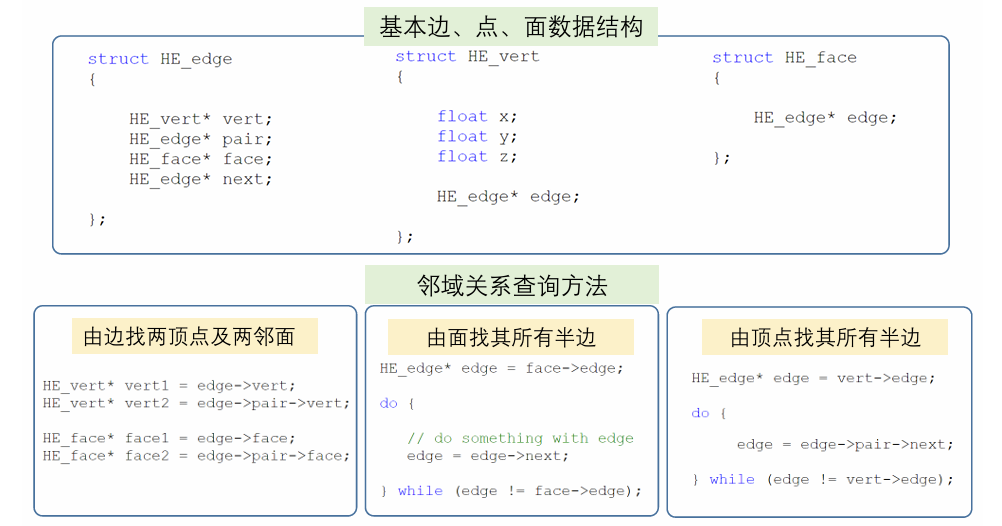 基本边、点、面数据结构
struct HE_edge
{
HE_vert* vert;
HE_edge* pair;
HE_face* face;
HE_edge* next;
};
struct HE_vert
{
float x;
float y;
float z;
HE_edge* edge;
};
struct HE_face
{
HE_edge* edge;
};
邻域关系查询方法
由边找两顶点及两邻面
HE_vert* vert1 = edge->vert;
HE_vert* vert2 = edge->pair->vert;
HE_face* face1 = edge->face;
HE_face* face2 = edge->pair->face;
由面找其所有半边
HE_edge* edge = face->edge;
do {
// do something with edge
edge = edge->next;
} while (edge != face->edge);
由顶点找其所有半边
HE_edge* edge = vert->edge;
do {
edge = edge->pair->next;
} while (edge != vert->edge);